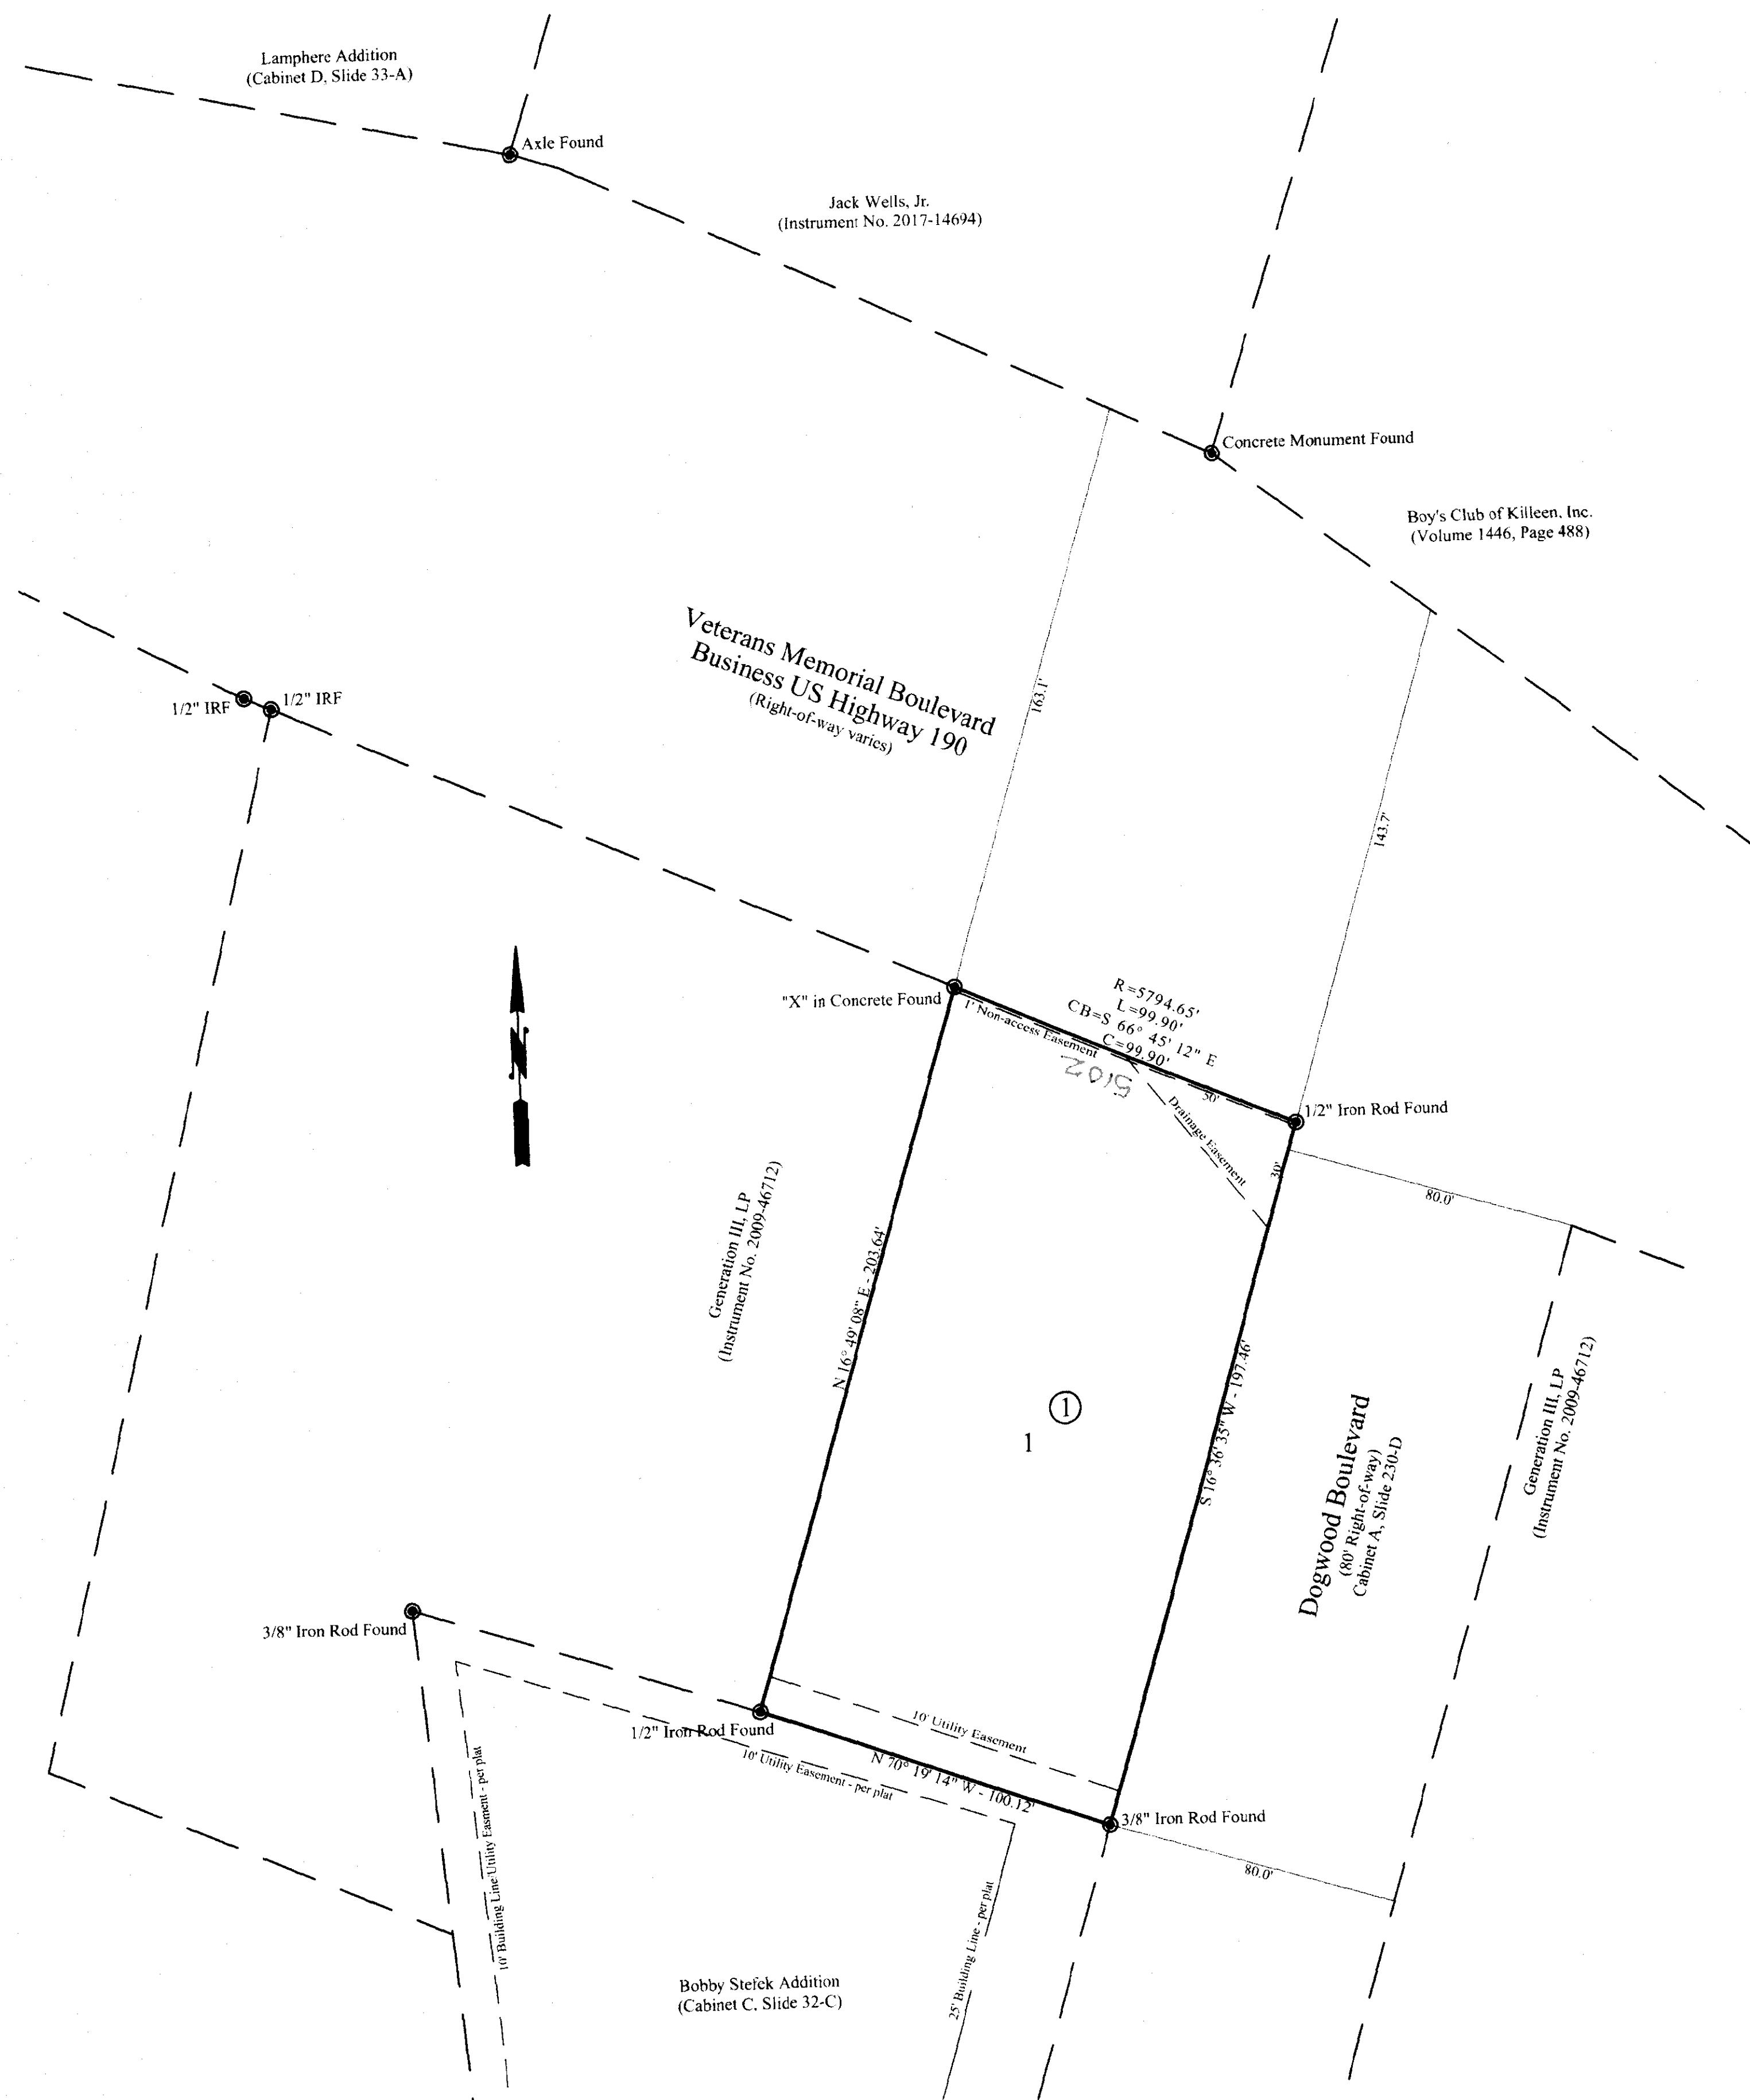 Lamphere Addition
(Cabinet D, Slide 33-A)
Axle Found
Jack Wells, Jr.
(Instrument No. 2017-14694)
Concrete Monument Found
Boy's Club of Killeen, Inc.
(Volume 1446, Page 488)
Veterans Memorial Boulevard
Business US Highway 190
(Right-of-way varies)
163.1'
143.7'
1/2" IRF
1/2" IRF
N
"X" in Concrete Found
R=5794.65'
L=99.90'
CB=S 66° 45' 12" E
C=99.90'
1' Non-access Easement
5102
50'
1/2" Iron Rod Found
Drainage Easement
30'
80.0'
Generation III, LP
(Instrument No. 2009-46712)
N 16° 49' 08" E - 203.64'
S 16° 36' 35" W - 197.46'
1
1
Dogwood Boulevard
(80' Right-of-way)
Cabinet A, Slide 230-D
Generation III, LP
(Instrument No. 2009-46712)
3/8" Iron Rod Found
1/2" Iron Rod Found
10' Utility Easement
N 70° 19' 14" W - 100.12'
10' Utility Easement - per plat
3/8" Iron Rod Found
80.0'
10' Building Line/Utility Easment - per plat
25' Building Line - per plat
Bobby Stefek Addition
(Cabinet C, Slide 32-C)